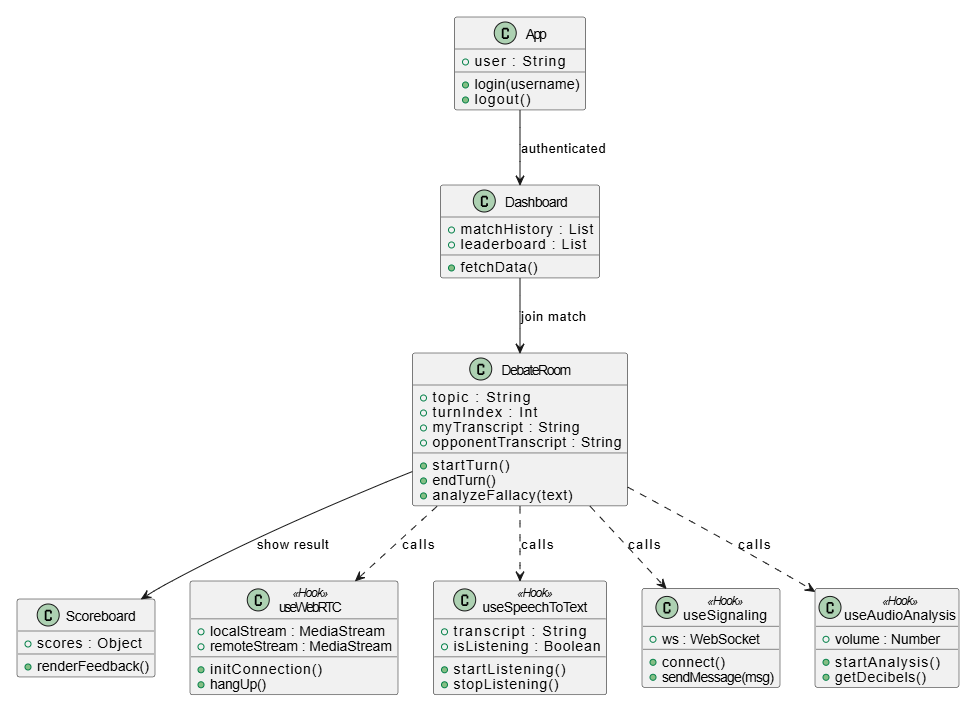 C App
user : String
login(username)
logout()
authenticated
C Dashboard
matchHistory : List
leaderboard : List
fetchData()
join match
C DebateRoom
topic : String
turnIndex : Int
myTranscript : String
opponentTranscript : String
startTurn()
endTurn()
analyzeFallacy(text)
show result
calls
calls
calls
calls
C Scoreboard
scores : Object
renderFeedback()
C «Hook»
useWebRTC
localStream : MediaStream
remoteStream : MediaStream
initConnection()
hangUp()
C «Hook»
useSpeechToText
transcript : String
isListening : Boolean
startListening()
stopListening()
C «Hook»
useSignaling
ws : WebSocket
connect()
sendMessage(msg)
C «Hook»
useAudioAnalysis
volume : Number
startAnalysis()
getDecibels()